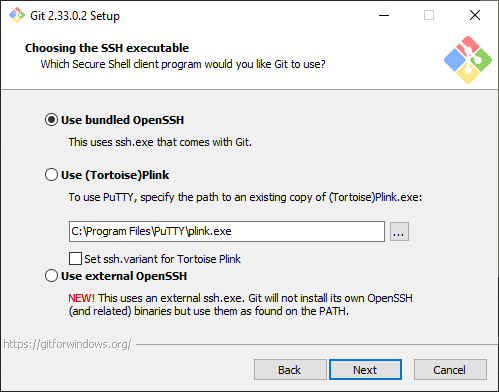 Git 2.33.0.2 Setup
Choosing the SSH executable
Which Secure Shell client program would you like Git to use?
Use bundled OpenSSH
This uses ssh.exe that comes with Git.
Use (Tortoise)Plink
To use PuTTY, specify the path to an existing copy of (Tortoise)Plink.exe:
C:\Program Files\PuTTY\plink.exe
...
Set ssh.variant for Tortoise Plink
Use external OpenSSH
NEW! This uses an external ssh.exe. Git will not install its own OpenSSH
(and related) binaries but use them as found on the PATH.
https://gitforwindows.org/
Back
Next
Cancel